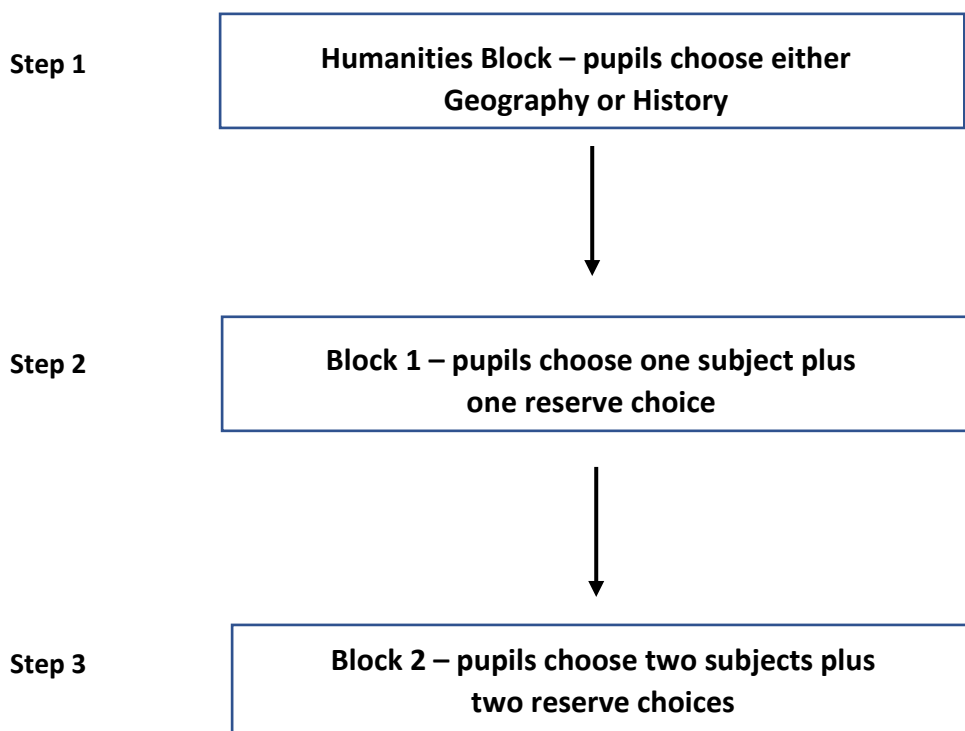 Step 1
Humanities Block – pupils choose either
Geography or History
Step 2
Block 1 – pupils choose one subject plus
one reserve choice
Step 3
Block 2 – pupils choose two subjects plus
two reserve choices